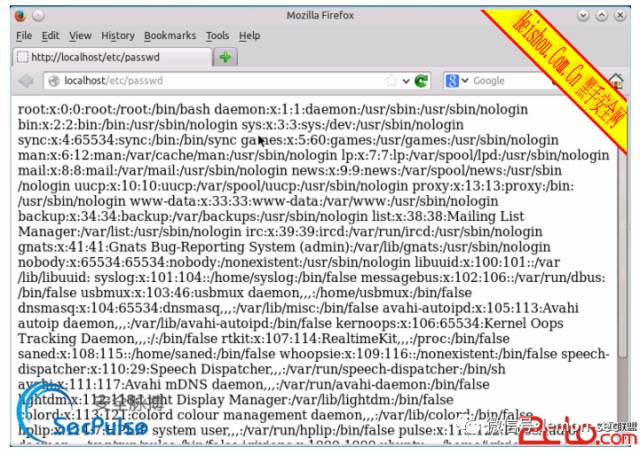 Mozilla Firefox
File Edit View History Bookmarks Tools Help
http://localhost/etc/passwd
localhost/etc/passwd
Google
Heishou.Com.Cn 黑手安全网
root:x:0:0:root:/root:/bin/bash daemon:x:1:1:daemon:/usr/sbin:/usr/sbin/nologin
bin:x:2:2:bin:/bin:/usr/sbin/nologin sys:x:3:3:sys:/dev:/usr/sbin/nologin
sync:x:4:65534:sync:/bin:/bin/sync games:x:5:60:games:/usr/games:/usr/sbin/nologin
man:x:6:12:man:/var/cache/man:/usr/sbin/nologin lp:x:7:7:lp:/var/spool/lpd:/usr/sbin/nologin
mail:x:8:8:mail:/var/mail:/usr/sbin/nologin news:x:9:9:news:/var/spool/news:/usr/sbin
/nologin uucp:x:10:10:uucp:/var/spool/uucp:/usr/sbin/nologin proxy:x:13:13:proxy:/bin:
/usr/sbin/nologin www-data:x:33:33:www-data:/var/www:/usr/sbin/nologin
backup:x:34:34:backup:/var/backups:/usr/sbin/nologin list:x:38:38:Mailing List
Manager:/var/list:/usr/sbin/nologin irc:x:39:39:ircd:/var/run/ircd:/usr/sbin/nologin
gnats:x:41:41:Gnats Bug-Reporting System (admin):/var/lib/gnats:/usr/sbin/nologin
nobody:x:65534:65534:nobody:/nonexistent:/usr/sbin/nologin libuuid:x:100:101::/var
/lib/libuuid: syslog:x:101:104::/home/syslog:/bin/false messagebus:x:102:106::/var/run/dbus:
/bin/false usbmux:x:103:46:usbmux daemon,,,:/home/usbmux:/bin/false
dnsmasq:x:104:65534:dnsmasq,,,:/var/lib/misc:/bin/false avahi-autoipd:x:105:113:Avahi
autoip daemon,,,:/var/lib/avahi-autoipd:/bin/false kernoops:x:106:65534:Kernel Oops
Tracking Daemon,,,:/:/bin/false rtkit:x:107:114:RealtimeKit,,,:/proc:/bin/false
saned:x:108:115::/home/saned:/bin/false whoopsie:x:109:116::/nonexistent:/bin/false speech-
dispatcher:x:110:29:Speech Dispatcher,,,:/var/run/speech-dispatcher:/bin/sh
avahi:x:111:117:Avahi mDNS daemon,,,:/var/run/avahi-daemon:/bin/false
lightdm:x:112:118:Light Display Manager:/var/lib/lightdm:/bin/false
colord:x:113:121:colord colour management daemon,,,:/var/lib/colord:/bin/false
system user,,,:/var/run/hplip:/bin/false
安全脉搏
SecPulse
微信号: lemon-sec
2cto.com